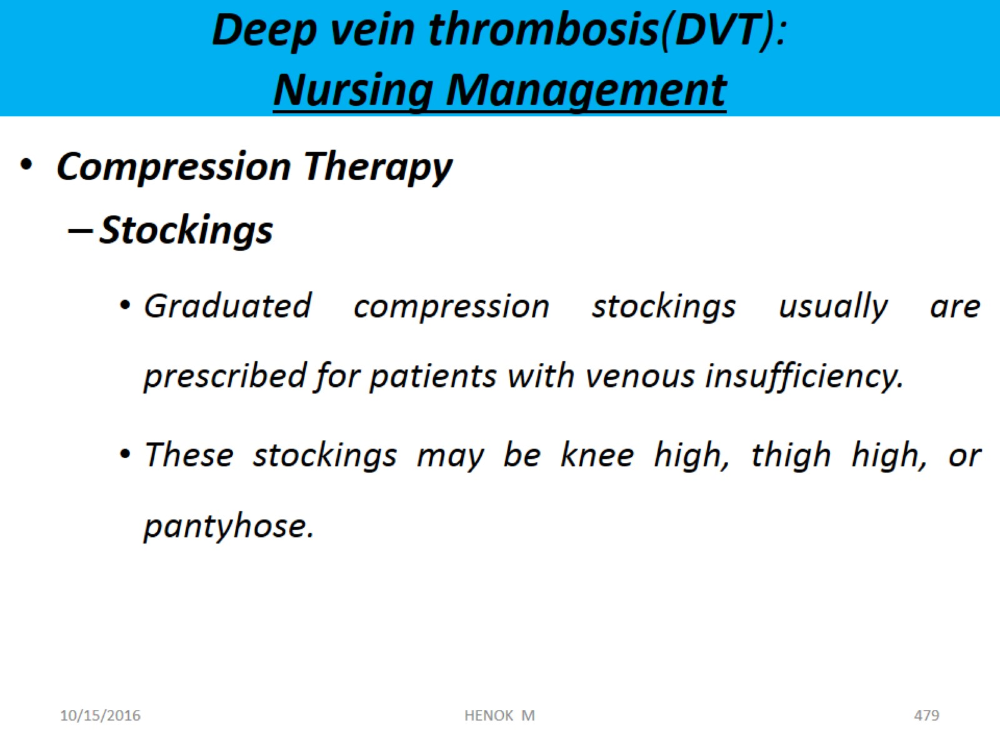 Deep vein thrombosis(DVT):
Nursing Management
• Compression Therapy
– Stockings
• Graduated compression stockings usually are
prescribed for patients with venous insufficiency.
• These stockings may be knee high, thigh high, or
pantyhose.
10/15/2016 HENOK M 479